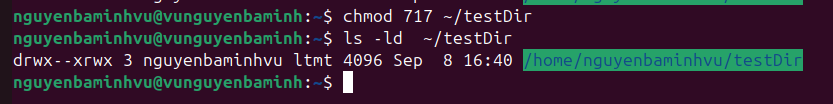 nguyenbaminhvu@vunguyenbaminh:~$ chmod 717 ~/testDir
nguyenbaminhvu@vunguyenbaminh:~$ ls -ld  ~/testDir
drwx--xrwx 3 nguyenbaminhvu ltmt 4096 Sep  8 16:40 /home/nguyenbaminhvu/testDir
nguyenbaminhvu@vunguyenbaminh:~$